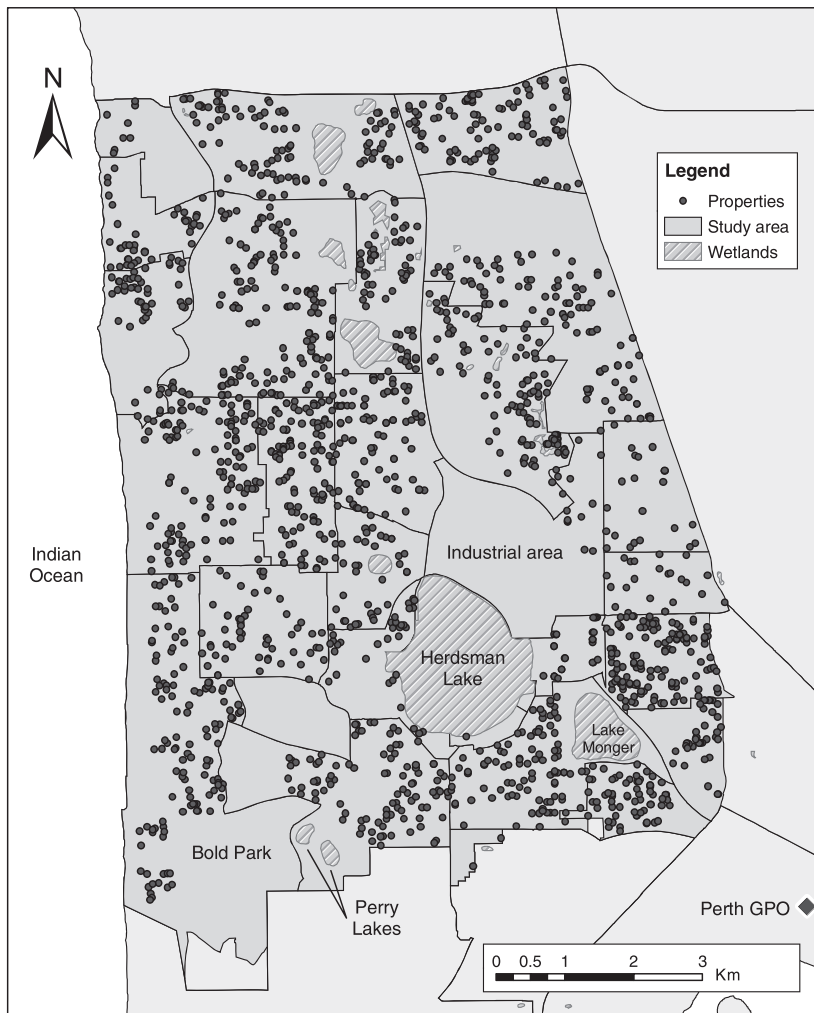 N
Legend
Properties
Study area
Wetlands
Indian
Ocean
Industrial area
Herdsman
Lake
Lake
Monger
Bold Park
Perry
Lakes
Perth GPO
0 0.5 1 2 3
Km